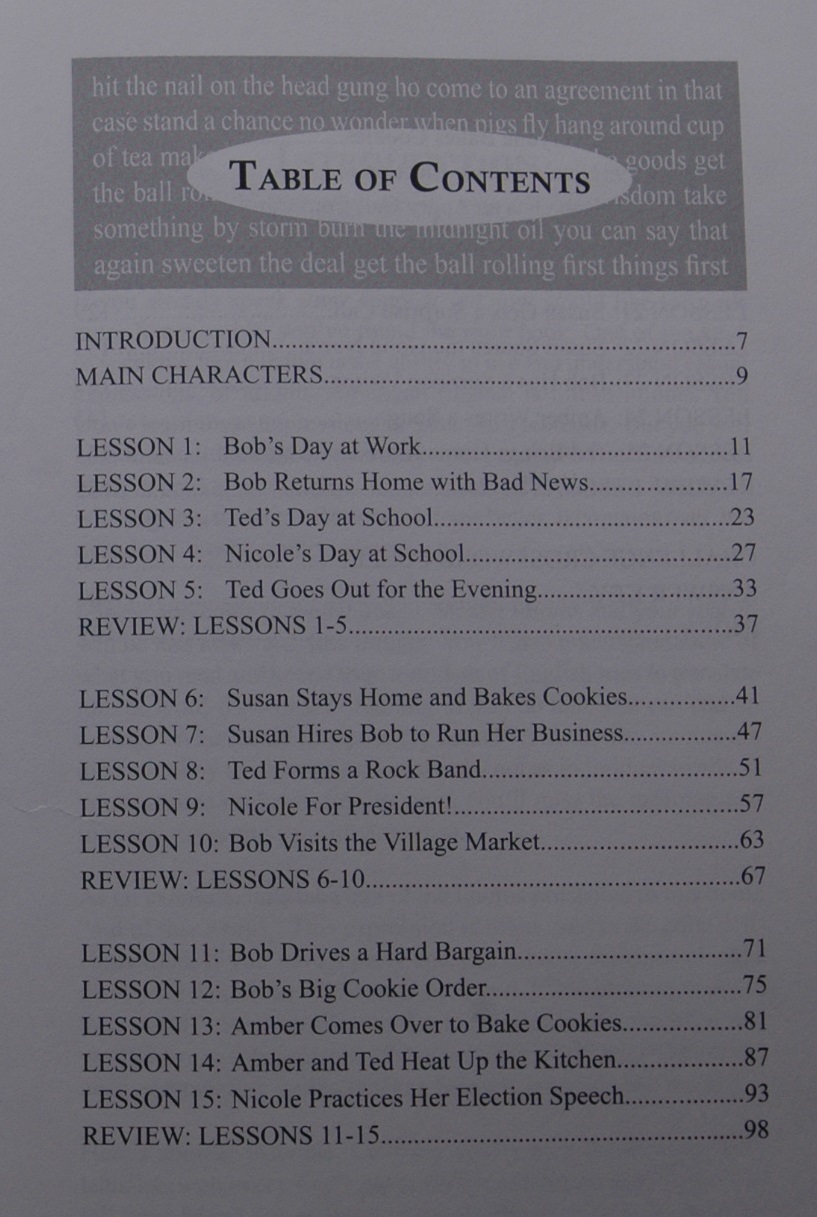 hit the nail on the head gung ho come to an agreement in that
case stand a chance no wonder when pigs fly hang around cup
of tea goods get
the ball take
TABLE OF CONTENTS
something by storm burn the midnight oil you can say that
again sweeten the deal get the ball rolling first things first
INTRODUCTION..........7
MAIN CHARACTERS..........9
LESSON 1: Bob's Day at Work..........11
LESSON 2: Bob Returns Home with Bad News..........17
LESSON 3: Ted's Day at School..........23
LESSON 4: Nicole's Day at School..........27
LESSON 5: Ted Goes Out for the Evening..........33
REVIEW: LESSONS 1-5..........37
LESSON 6: Susan Stays Home and Bakes Cookies..........41
LESSON 7: Susan Hires Bob to Run Her Business..........47
LESSON 8: Ted Forms a Rock Band..........51
LESSON 9: Nicole For President!..........57
LESSON 10: Bob Visits the Village Market..........63
REVIEW: LESSONS 6-10..........67
LESSON 11: Bob Drives a Hard Bargain..........71
LESSON 12: Bob's Big Cookie Order..........75
LESSON 13: Amber Comes Over to Bake Cookies..........81
LESSON 14: Amber and Ted Heat Up the Kitchen..........87
LESSON 15: Nicole Practices Her Election Speech..........93
REVIEW: LESSONS 11-15..........98